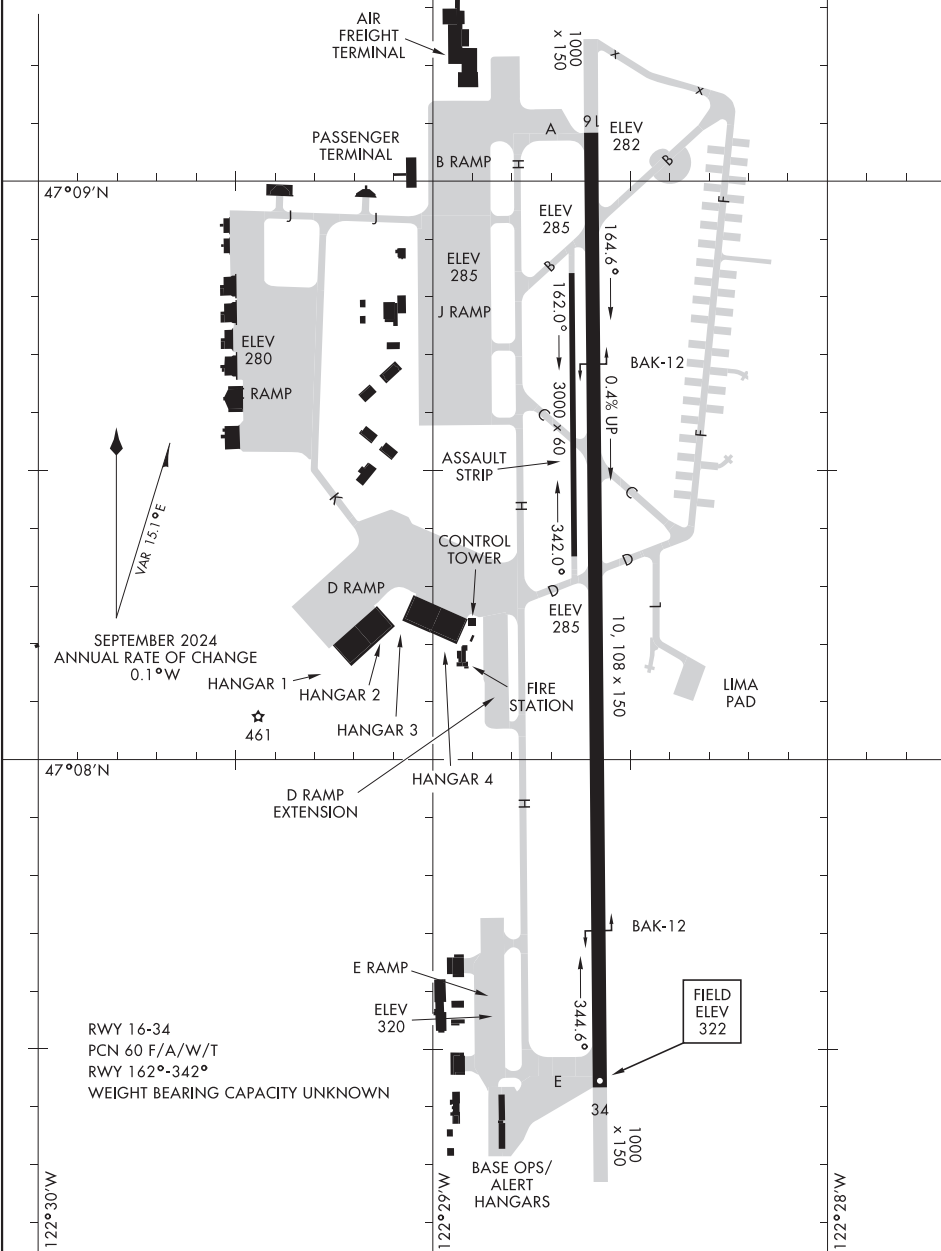 AIR
FREIGHT
TERMINAL
1000
x 150
x
x
16
ELEV
282
A
PASSENGER
TERMINAL
B RAMP
H
B
47°09'N
J
J
F
ELEV
285
164.6°
ELEV
285
B
162.0°
J RAMP
ELEV
280
BAK-12
0.4% UP
3000 x 60
RAMP
C
F
ASSAULT
STRIP
C
K
H
342.0°
VAR 15.1°E
CONTROL
TOWER
D
D RAMP
D
L
ELEV
285
10, 108 x 150
SEPTEMBER 2024
ANNUAL RATE OF CHANGE
0.1°W
HANGAR 1
HANGAR 2
FIRE
STATION
LIMA
PAD
HANGAR 3
461
47°08'N
HANGAR 4
D RAMP
EXTENSION
H
BAK-12
E RAMP
ELEV
320
344.6°
FIELD
ELEV
322
RWY 16-34
PCN 60 F/A/W/T
RWY 162°-342°
WEIGHT BEARING CAPACITY UNKNOWN
E
34
1000
x 150
BASE OPS/
ALERT
HANGARS
122°30'W
122°29'W
122°28'W